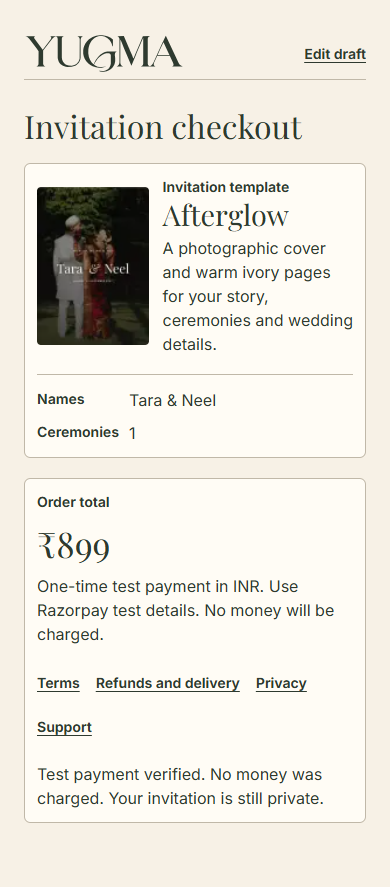 YUGMA
Edit draft
Invitation checkout
Tara & Neel
Invitation template
Afterglow
A photographic cover
and warm ivory pages
for your story,
ceremonies and wedding
details.
Names Tara & Neel
Ceremonies 1
Order total
₹899
One-time test payment in INR. Use
Razorpay test details. No money will be
charged.
Terms Refunds and delivery Privacy
Support
Test payment verified. No money was
charged. Your invitation is still private.